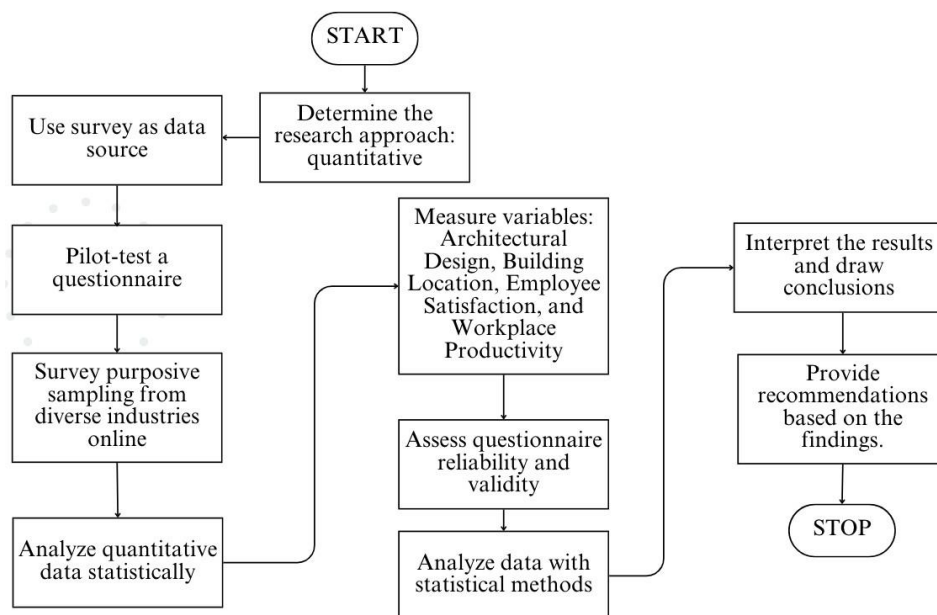 START
Determine the
research approach:
quantitative
Use survey as data
source
Pilot-test a
questionnaire
Survey purposive
sampling from
diverse industries
online
Analyze quantitative
data statistically
Measure variables:
Architectural
Design, Building
Location, Employee
Satisfaction, and
Workplace
Productivity
Assess questionnaire
reliability and
validity
Analyze data with
statistical methods
Interpret the results
and draw
conclusions
Provide
recommendations
based on the
findings.
STOP